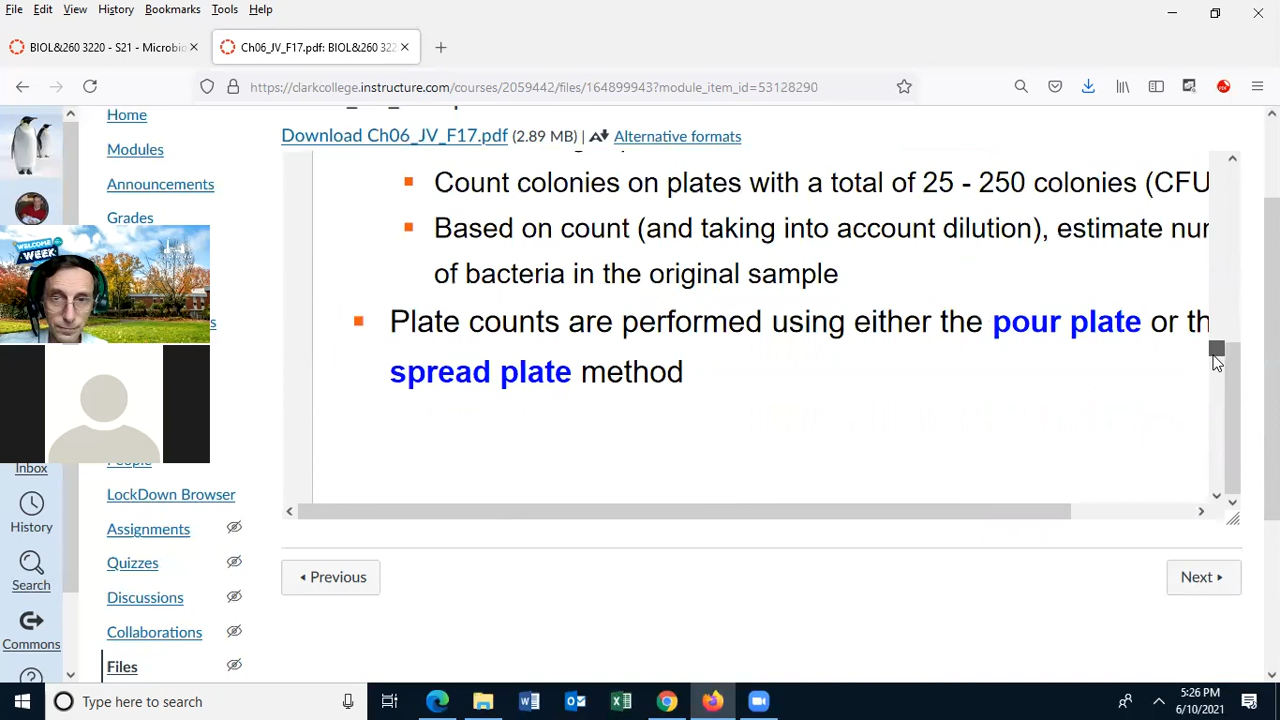 File Edit View History Bookmarks Tools Help
BIOL&260 3220 - S21 - Microbio
Ch06_JV_F17.pdf: BIOL&260 322
https://clarkcollege.instructure.com/courses/2059442/files/164899943?module_item_id=53128290
Home
Modules
Announcements
Grades
WELCOME
WEEK
People
Inbox
LockDown Browser
History
Assignments
Quizzes
Search
Discussions
Collaborations
Commons
Files
Download Ch06_JV_F17.pdf (2.89 MB) | Alternative formats
Count colonies on plates with a total of 25 - 250 colonies (CFU
Based on count (and taking into account dilution), estimate nur
of bacteria in the original sample
Plate counts are performed using either the pour plate or th
spread plate method
Previous
Next
Type here to search
5:26 PM
6/10/2021